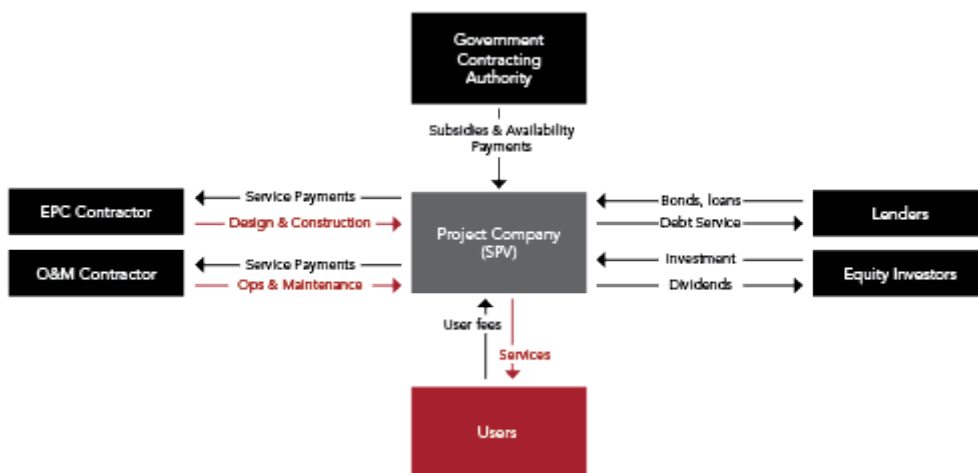 Government
Contracting
Authority
Subsidies & Availability
Payments
Service Payments
Bonds, loans
EPC Contractor
Design & Construction
Project Company
(SPV)
Debt Service
Lenders
O&M Contractor
Service Payments
Investment
Equity Investors
Ops & Maintenance
Dividends
User fees
Services
Users